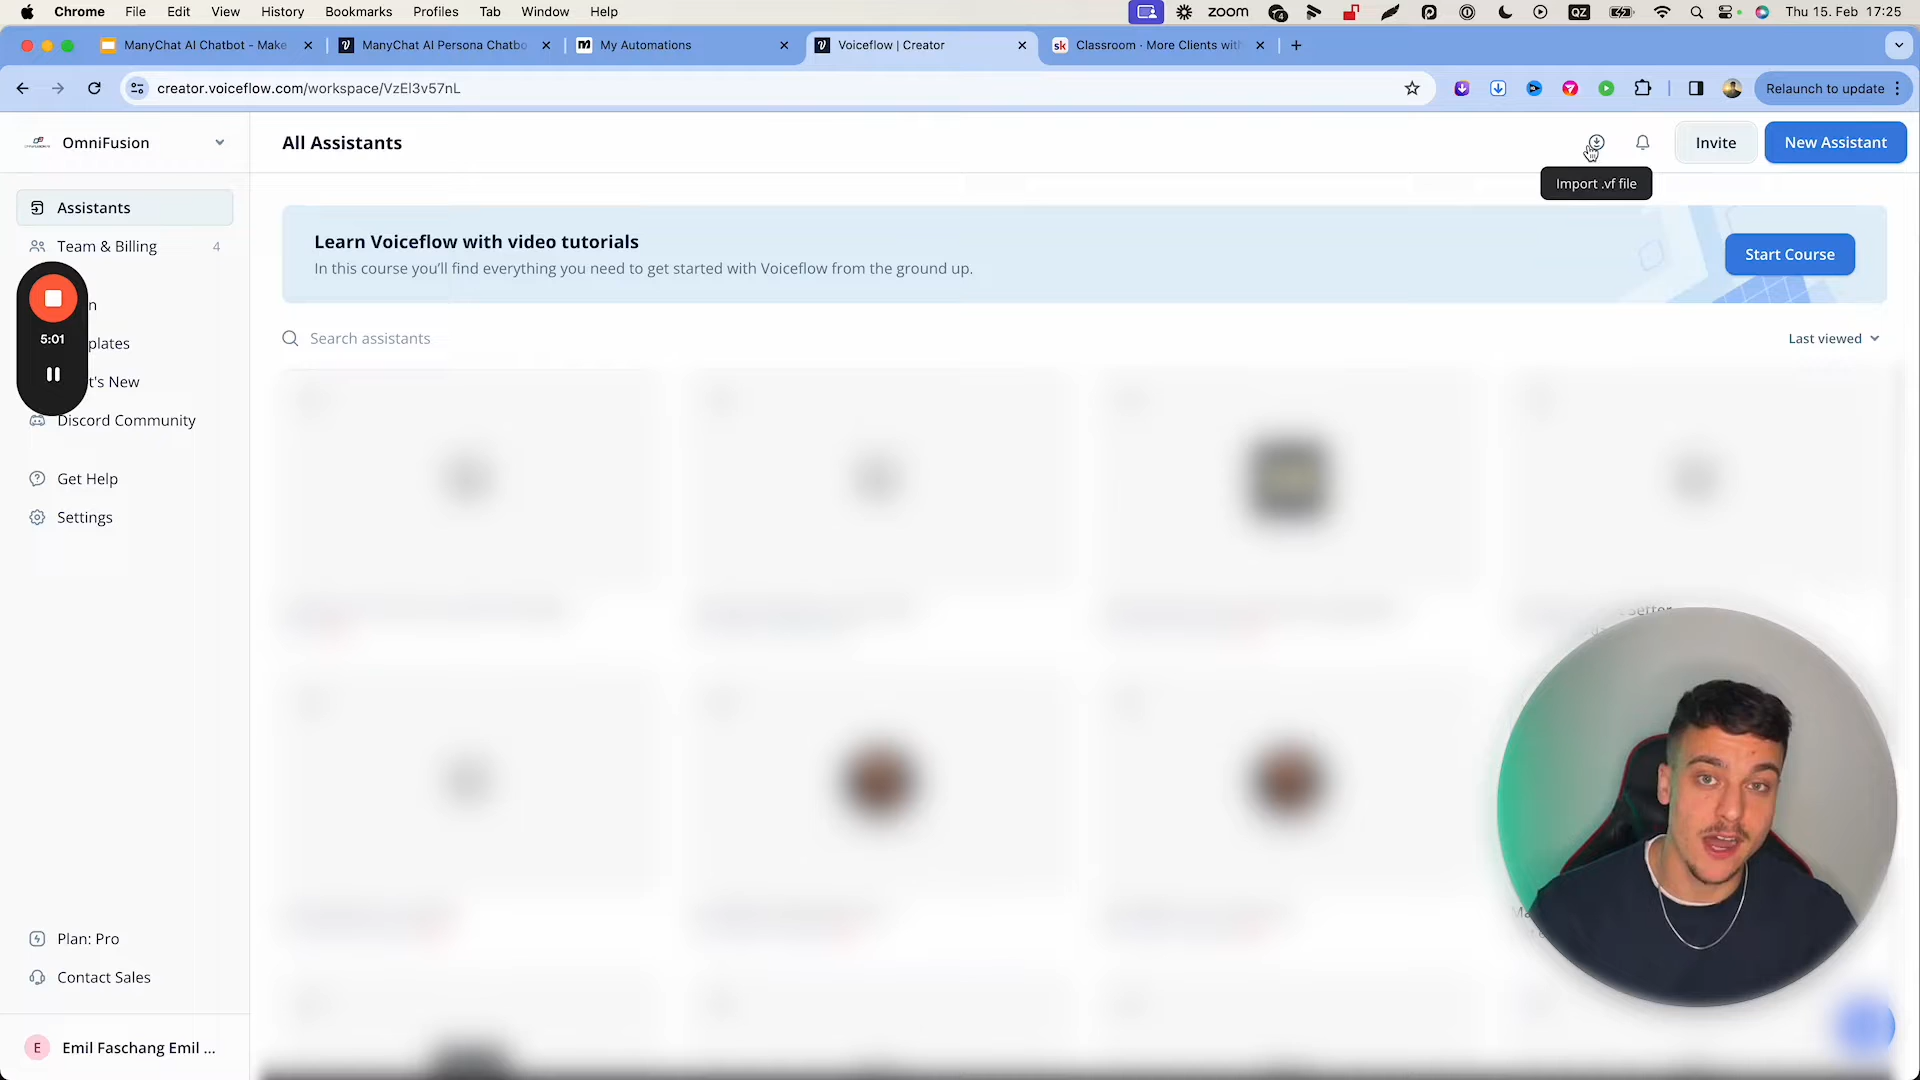 Chrome File Edit View History Bookmarks Profiles Tab Window Help
zoom 4 QZ Thu 15. Feb 17:25
ManyChat AI Chatbot - Make
ManyChat AI Persona Chatbo
My Automations
Voiceflow | Creator
sk Classroom · More Clients with
creator.voiceflow.com/workspace/VzEl3v57nL
Relaunch to update
OmniFusion
All Assistants
Invite
New Assistant
Import .vf file
Assistants
Team & Billing 4
5:01
plates
t's New
Discord Community
Get Help
Settings
Learn Voiceflow with video tutorials
In this course you’ll find everything you need to get started with Voiceflow from the ground up.
Start Course
Search assistants
Last viewed
Setter
Plan: Pro
Contact Sales
E Emil Faschang Emil ...